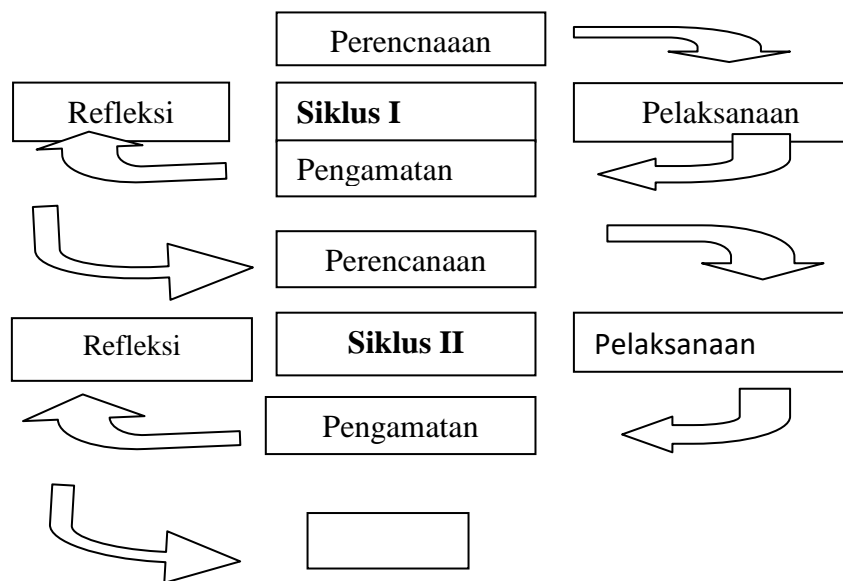 Perencnaaan
Refleksi
Siklus I
Pelaksanaan
Pengamatan
Perencanaan
Refleksi
Siklus II
Pelaksanaan
Pengamatan